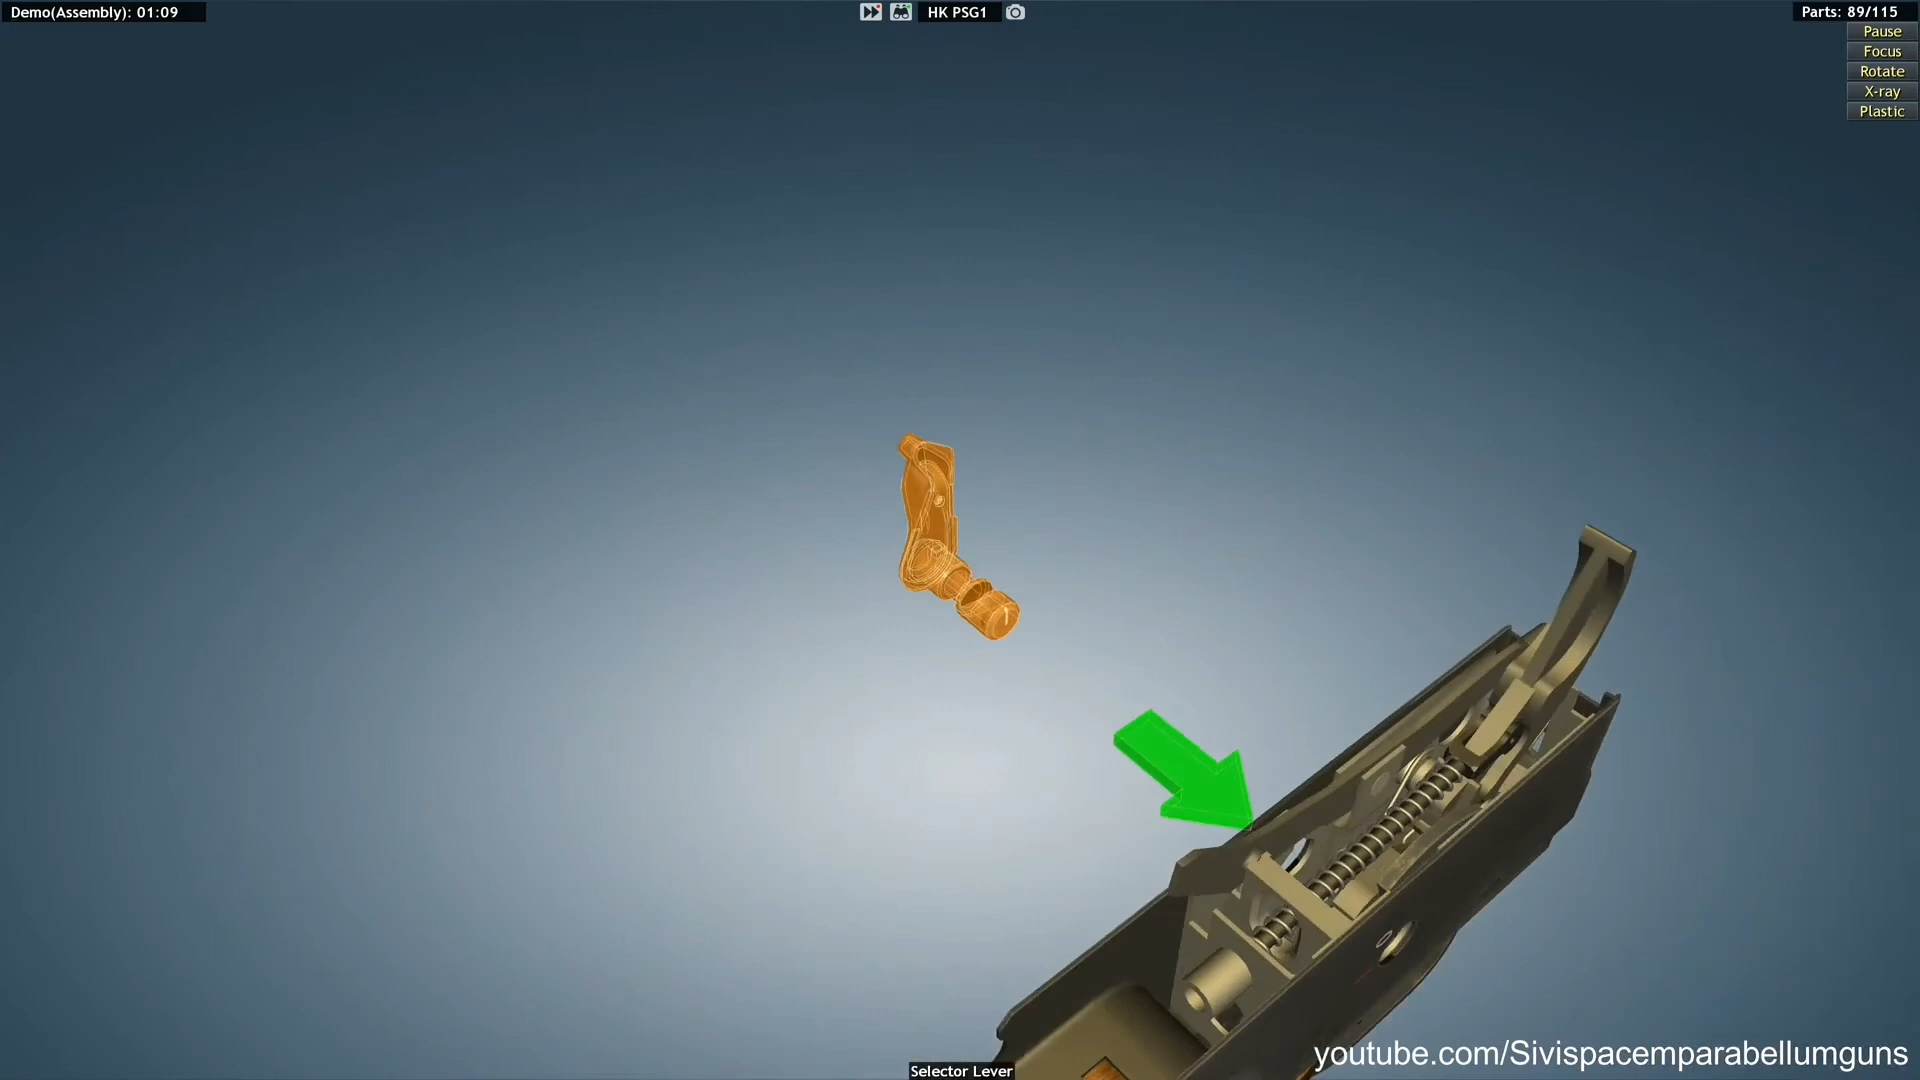 Demo(Assembly): 01:09
HK PSG1
Parts: 89/115
Pause
Focus
Rotate
X-ray
Plastic
youtube.com/Sivispacemparabellumguns
Selector Lever